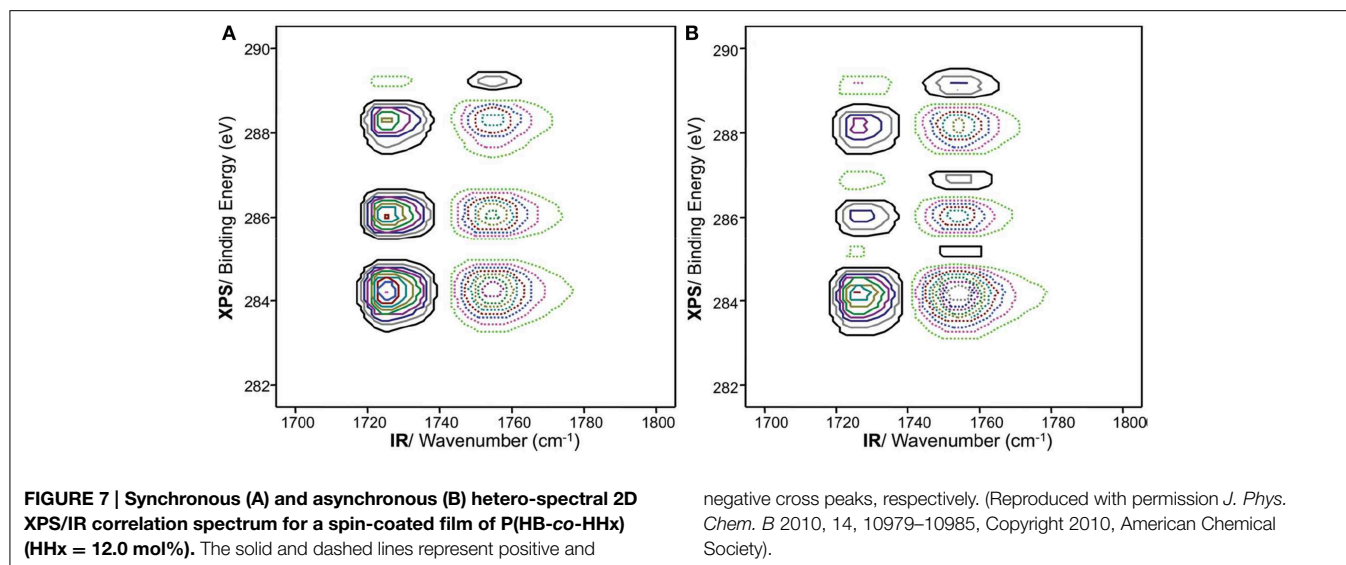 A
B
290
288
286
284
282
XPS/ Binding Energy (eV)
1700 1720 1740 1760 1780 1800
IR/ Wavenumber (cm-1)
290
288
286
284
282
XPS/ Binding Energy (eV)
1700 1720 1740 1760 1780 1800
IR/ Wavenumber (cm-1)
FIGURE 7 | Synchronous (A) and asynchronous (B) hetero-spectral 2D
XPS/IR correlation spectrum for a spin-coated film of P(HB-co-HHx)
(HHx = 12.0 mol%). The solid and dashed lines represent positive and
negative cross peaks, respectively. (Reproduced with permission J. Phys.
Chem. B 2010, 14, 10979–10985, Copyright 2010, American Chemical
Society).